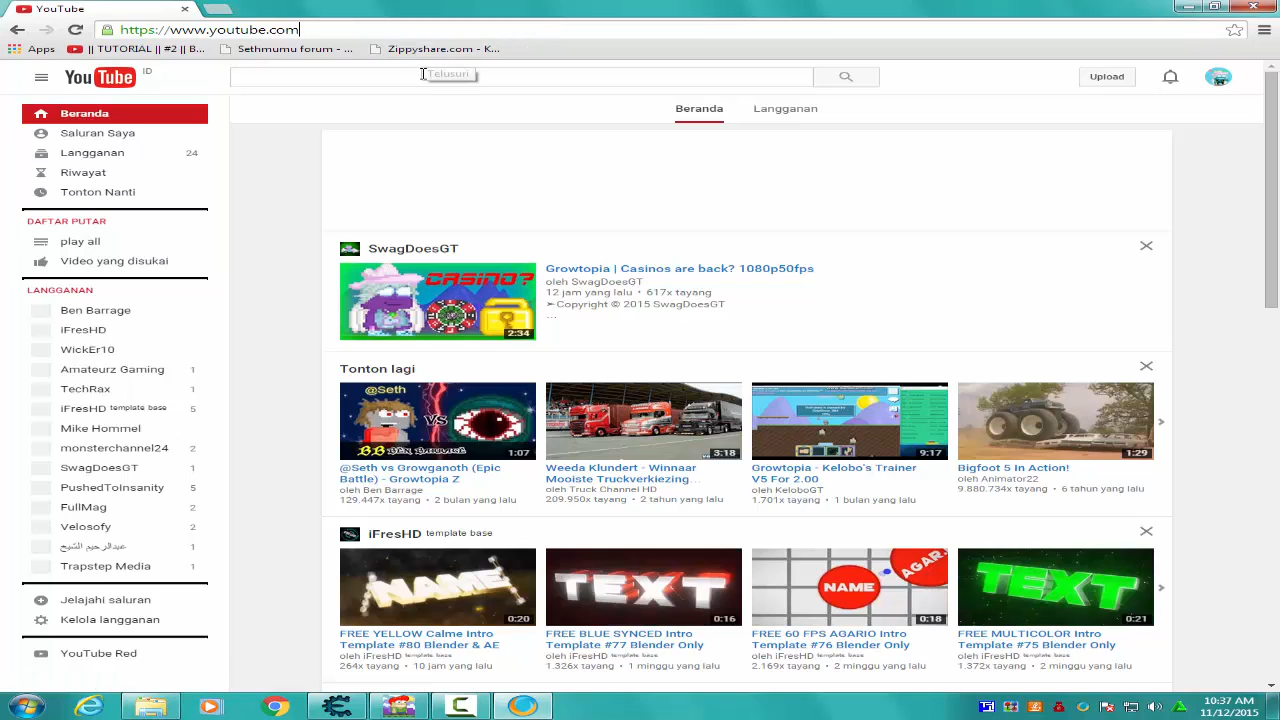 YouTube
https://www.youtube.com
Apps
|| TUTORIAL || #2 || B...
Sethmumu forum - ...
Zippyshare.com - K...
YouTube
ID
Telusuri
Upload
Beranda
Langganan
Beranda
Saluran Saya
Langganan 24
Riwayat
Tonton Nanti
DAFTAR PUTAR
play all
Video yang disukai
LANGGANAN
Ben Barrage
iFresHD
WickEr10
Amateurz Gaming 1
TechRax 1
iFresHD template base 5
Mike Hommel
monsterchannel24 2
SwagDoesGT 1
PushedToInsanity 5
FullMag 2
Velosofy 2
عبدالرحيم الشيخ 1
Trapstep Media 1
Jelajahi saluran
Kelola langganan
YouTube Red
SwagDoesGT
CASINO?
2:34
Growtopia | Casinos are back? 1080p50fps
oleh SwagDoesGT
12 jam yang lalu • 617x tayang
➣Copyright © 2015 SwagDoesGT
...
Tonton lagi
@Seth
VS
BEN BARRAGE
1:07
@Seth vs Growganoth (Epic
Battle) - Growtopia Z
oleh Ben Barrage
129.447x tayang • 2 bulan yang lalu
3:18
Weeda Klundert - Winnaar
Mooiste Truckverkiezing...
oleh Truck Channel HD
209.950x tayang • 2 tahun yang lalu
9:17
Growtopia - Kelobo's Trainer
V5 For 2.00
oleh KeloboGT
1.701x tayang • 1 bulan yang lalu
1:29
Bigfoot 5 In Action!
oleh Animator22
9.880.734x tayang • 6 tahun yang lalu
iFresHD template base
NAME
0:20
FREE YELLOW Calme Intro
Template #80 Blender & AE
oleh iFresHD template base
264x tayang • 10 jam yang lalu
TEXT
0:16
FREE BLUE SYNCED Intro
Template #77 Blender Only
oleh iFresHD template base
1.326x tayang • 1 minggu yang lalu
NAME
AGAR.
0:18
FREE 60 FPS AGARIO Intro
Template #76 Blender Only
oleh iFresHD template base
2.169x tayang • 2 minggu yang lalu
TEXT
0:21
FREE MULTICOLOR Intro
Template #75 Blender Only
oleh iFresHD template base
1.372x tayang • 2 minggu yang lalu
10:37 AM
11/12/2015